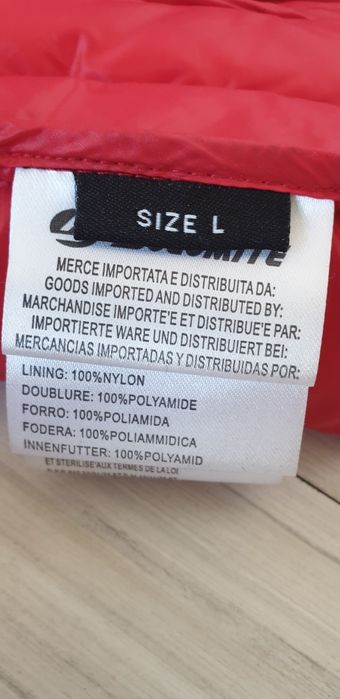 SIZE L
DOLOMITE
MERCE IMPORTATA E DISTRIBUITA DA:
GOODS IMPORTED AND DISTRIBUTED BY:
MARCHANDISE IMPORTE'E ET DISTRIBUE'E PAR:
IMPORTIERTE WARE UND DISTRIBUIERT BEI:
MERCANCIAS IMPORTADAS Y DISTRIBUIDAS POR:
LINING: 100%NYLON
DOUBLURE: 100%POLYAMIDE
FORRO: 100%POLIAMIDA
FODERA: 100%POLIAMMIDICA
INNENFUTTER: 100%POLYAMID
ET STERILISE'AUX TERMES DE LA LOI